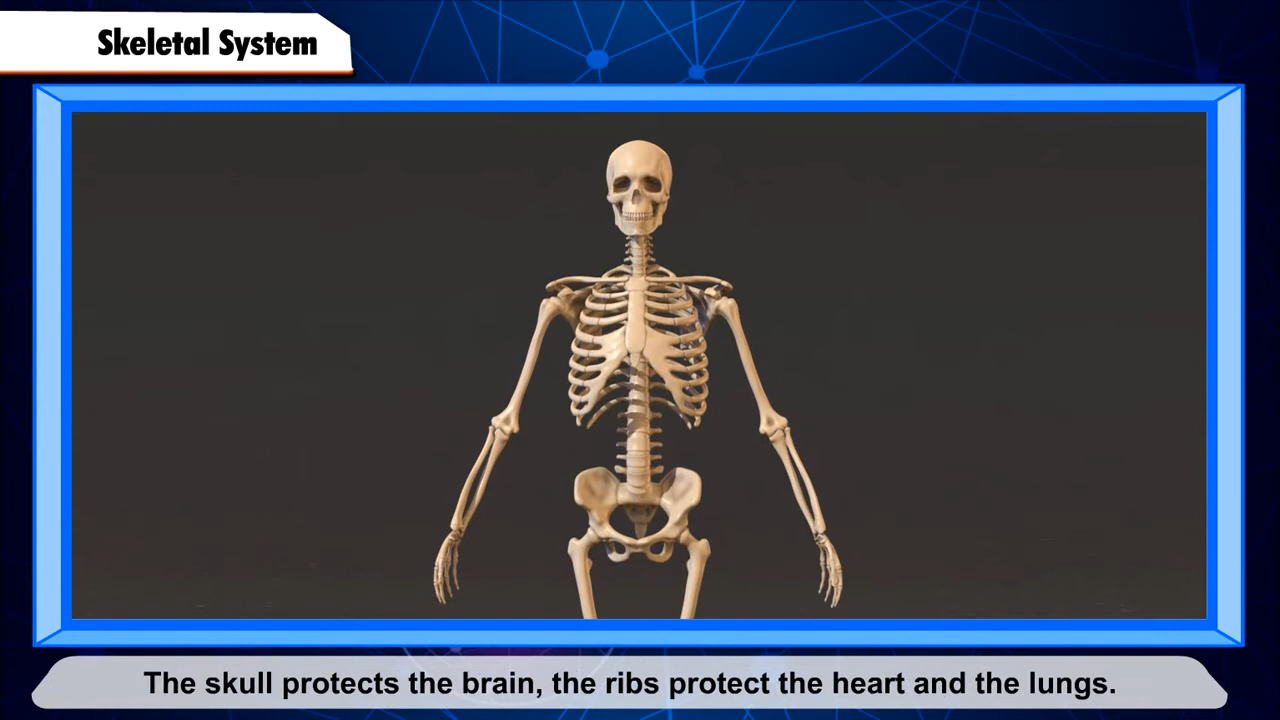 Skeletal System
The skull protects the brain, the ribs protect the heart and the lungs.